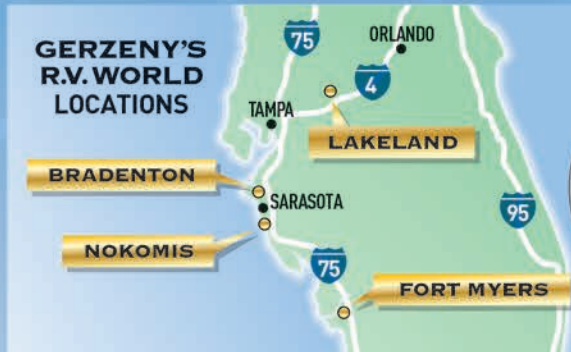 GERZENY'S
R.V. WORLD
LOCATIONS
75
ORLANDO
4
TAMPA
LAKELAND
BRADENTON
SARASOTA
95
NOKOMIS
75
FORT MYERS